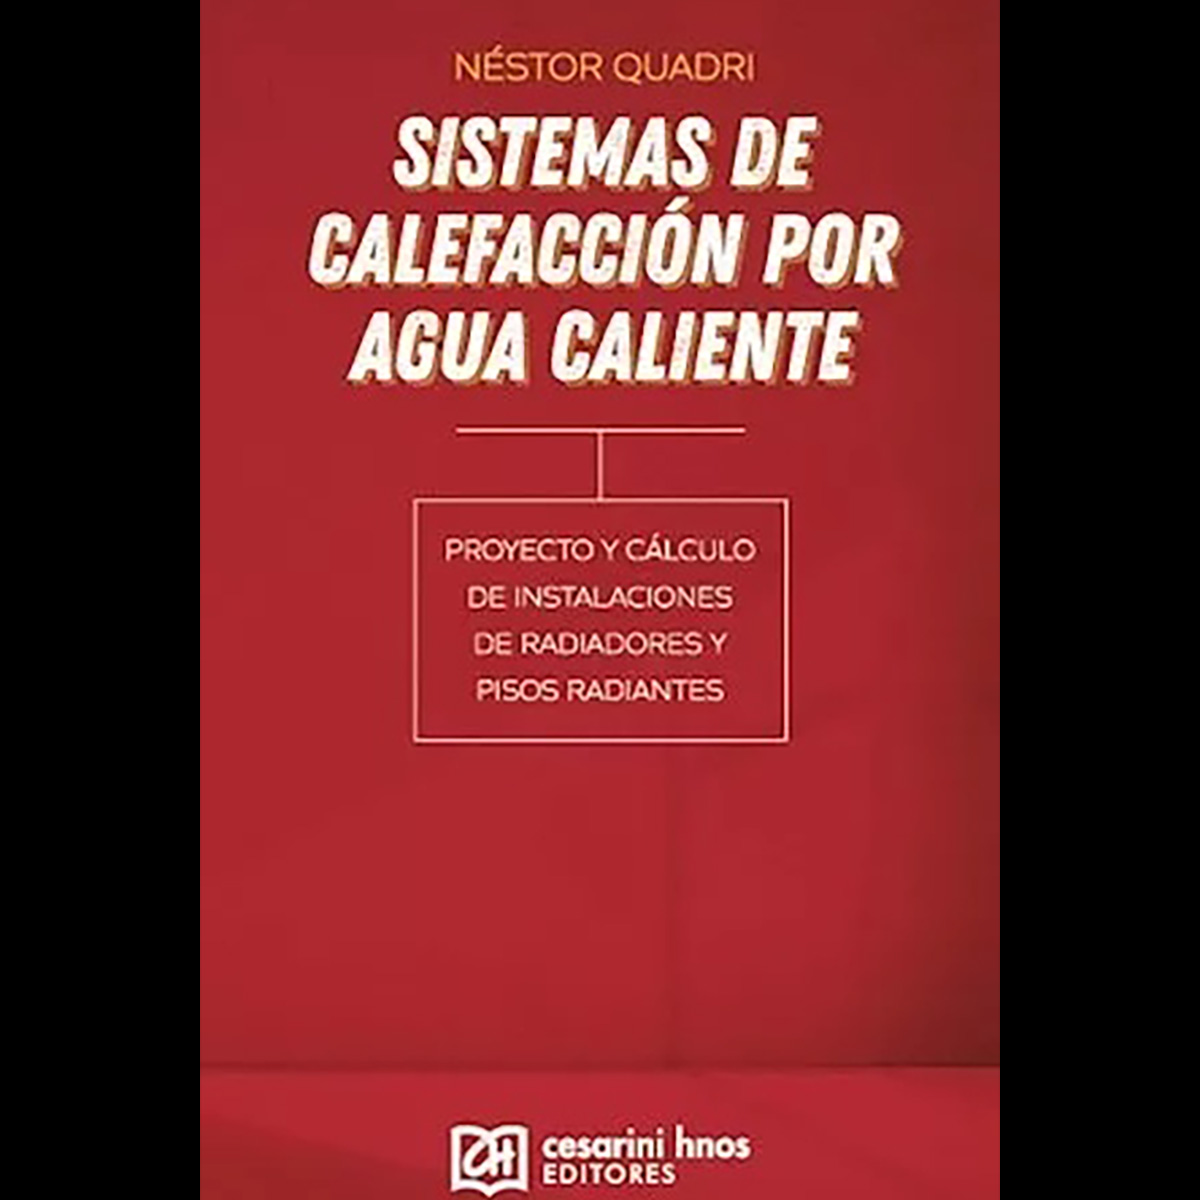 NÉSTOR QUADRI
SISTEMAS DE
CALEFACCIÓN POR
AGUA CALIENTE
PROYECTO Y CÁLCULO
DE INSTALACIONES
DE RADIADORES Y
PISOS RADIANTES
CH
cesarini hnos
EDITORES